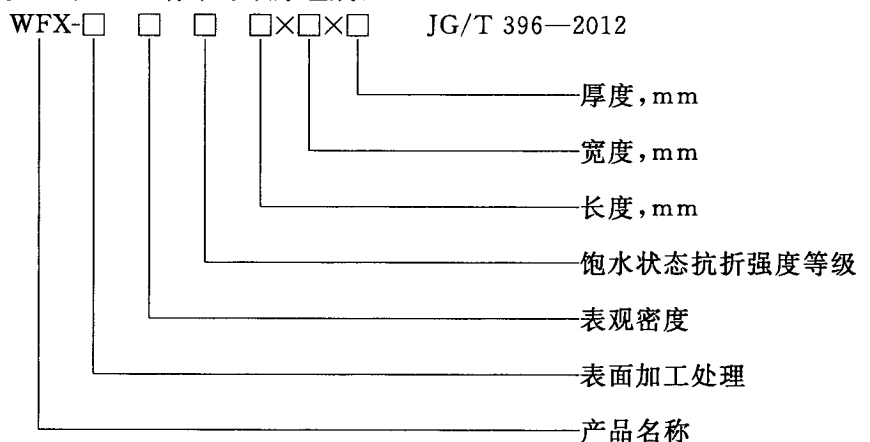 WFX-□ □ □ □×□×□ JG/T 396—2012
厚度,mm
宽度,mm
长度,mm
饱水状态抗折强度等级
表观密度
表面加工处理
产品名称